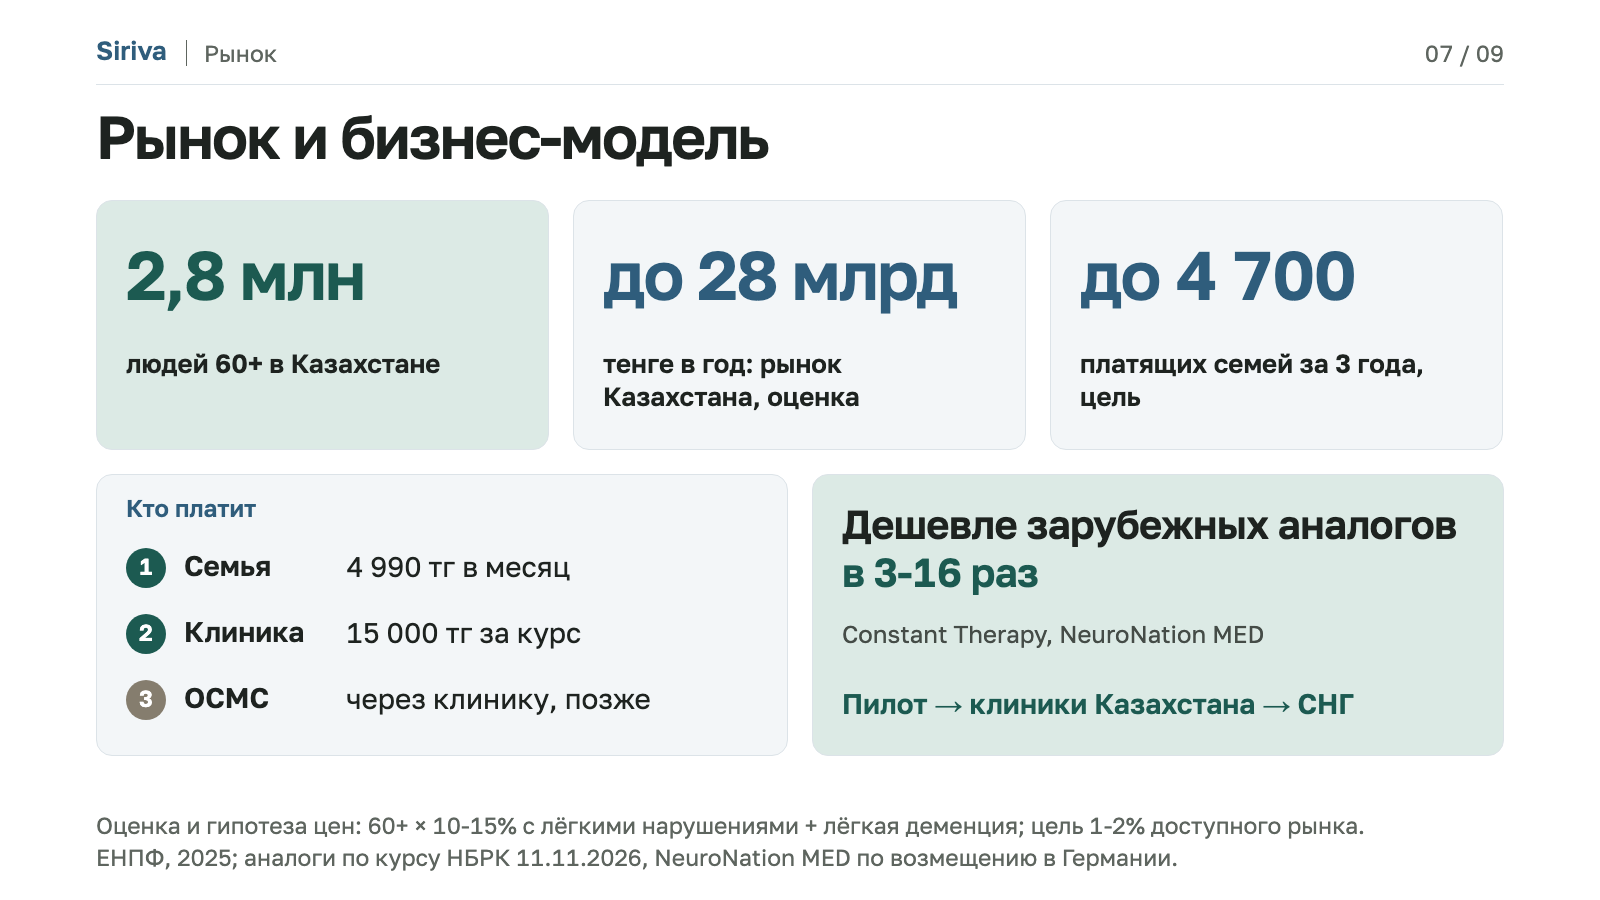 Siriva | Рынок
07 / 09
Рынок и бизнес-модель
2,8 млн
людей 60+ в Казахстане
до 28 млрд
тенге в год: рынок
Казахстана, оценка
до 4 700
платящих семей за 3 года,
цель
Кто платит
1 Семья 4 990 тг в месяц
2 Клиника 15 000 тг за курс
3 ОСМС через клинику, позже
Дешевле зарубежных аналогов
в 3-16 раз
Constant Therapy, NeuroNation MED
Пилот → клиники Казахстана → СНГ
Оценка и гипотеза цен: 60+ × 10-15% с лёгкими нарушениями + лёгкая деменция; цель 1-2% доступного рынка.
ЕНПФ, 2025; аналоги по курсу НБРК 11.11.2026, NeuroNation MED по возмещению в Германии.